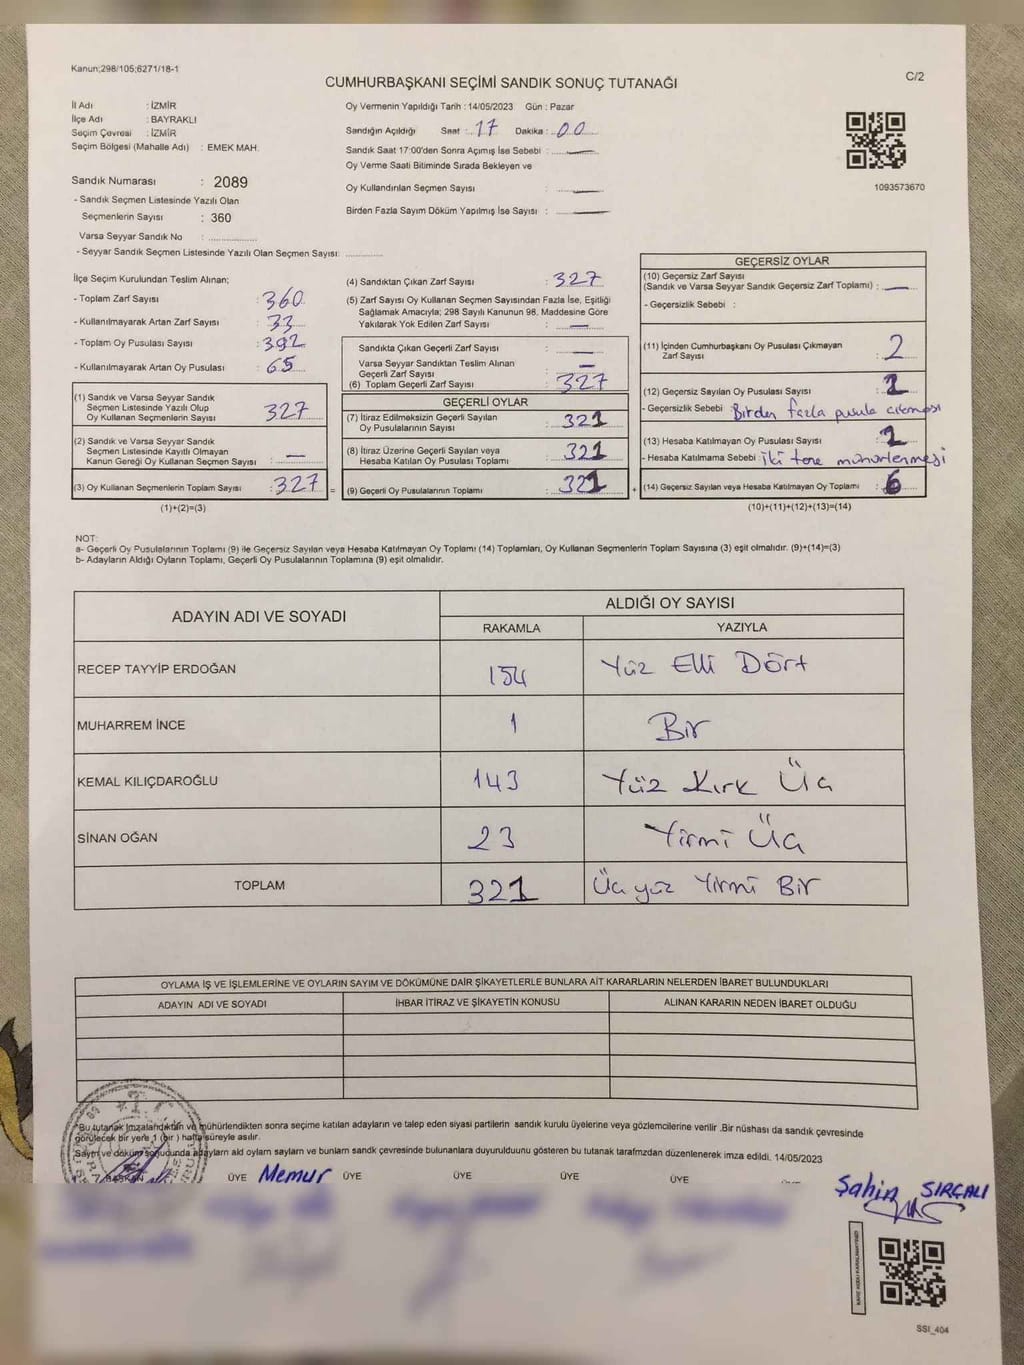 Kanun;298/105;6271/18-1
C/2
CUMHURBAŞKANI SEÇİMİ SANDIK SONUÇ TUTANAĞI
İl Adı : İZMİR
İlçe Adı : BAYRAKLI
Seçim Çevresi : İZMİR
Seçim Bölgesi (Mahalle Adı) : EMEK MAH.
Sandık Numarası : 2089
- Sandık Seçmen Listesinde Yazılı Olan
Seçmenlerin Sayısı : 360
Varsa Seyyar Sandık No : ................
- Seyyar Sandık Seçmen Listesinde Yazılı Olan Seçmen Sayısı: ............
Oy Vermenin Yapıldığı Tarih : 14/05/2023 Gün : Pazar
Sandığın Açıldığı Saat :. 17 Dakika :. 00
Sandık Saat 17:00'den Sonra Açımış İse Sebebi : —
Oy Verme Saati Bitiminde Sırada Bekleyen ve
Oy Kullandırılan Seçmen Sayısı : —
Birden Fazla Sayım Döküm Yapılmış İse Sayısı : —
1093573670
İlçe Seçim Kurulundan Teslim Alınan;
- Toplam Zarf Sayısı : 360
- Kullanılmayarak Artan Zarf Sayısı : 33
- Toplam Oy Pusulası Sayısı : 392
- Kullanılmayarak Artan Oy Pusulası : 65
(1) Sandık ve Varsa Seyyar Sandık
Seçmen Listesinde Yazılı Olup
Oy Kullanan Seçmenlerin Sayısı : 327
(2) Sandık ve Varsa Seyyar Sandık
Seçmen Listesinde Kayıtlı Olmayan
Kanun Gereği Oy Kullanan Seçmen Sayısı : —
(3) Oy Kullanan Seçmenlerin Toplam Sayısı : 327 =
(1)+(2)=(3)
(4) Sandıktan Çıkan Zarf Sayısı : 327
(5) Zarf Sayısı Oy Kullanan Seçmen Sayısından Fazla İse, Eşitliği
Sağlamak Amacıyla; 298 Sayılı Kanunun 98. Maddesine Göre
Yakılarak Yok Edilen Zarf Sayısı : —
Sandıkta Çıkan Geçerli Zarf Sayısı : —
Varsa Seyyar Sandıktan Teslim Alınan
Geçerli Zarf Sayısı : —
(6) Toplam Geçerli Zarf Sayısı : 327
GEÇERLİ OYLAR
(7) İtiraz Edilmeksizin Geçerli Sayılan
Oy Pusulalarının Sayısı : 321
(8) İtiraz Üzerine Geçerli Sayılan veya
Hesaba Katılan Oy Pusulası Toplamı : 321
(9) Geçerli Oy Pusulalarının Toplamı : 321 +
GEÇERSİZ OYLAR
(10) Geçersiz Zarf Sayısı
(Sandık ve Varsa Seyyar Sandık Geçersiz Zarf Toplamı) : —
- Geçersizlik Sebebi :
(11) İçinden Cumhurbaşkanı Oy Pusulası Çıkmayan
Zarf Sayısı : 2
(12) Geçersiz Sayılan Oy Pusulası Sayısı :
- Geçersizlik Sebebi : Birden fazla pusula
(13) Hesaba Katılmayan Oy Pusulası Sayısı :
- Hesaba Katılmama Sebebi : iki tere mühürlenmesi
(14) Geçersiz Sayılan veya Hesaba Katılmayan Oy Toplamı : 6
(10)+(11)+(12)+(13)=(14)
NOT:
a- Geçerli Oy Pusulalarının Toplamı (9) ile Geçersiz Sayılan veya Hesaba Katılmayan Oy Toplamı (14) Toplamları, Oy Kullanan Seçmenlerin Toplam Sayısına (3) eşit olmalıdır. (9)+(14)=(3)
b- Adayların Aldığı Oyların Toplamı, Geçerli Oy Pusulalarının Toplamına (9) eşit olmalıdır.
ADAYIN ADI VE SOYADI
ALDIĞI OY SAYISI
RAKAMLA YAZIYLA
RECEP TAYYİP ERDOĞAN 154 Yüz Elli Dört
MUHARREM İNCE 1 Bir
KEMAL KILIÇDAROĞLU 143 Yüz Kırk Üç
SİNAN OĞAN 23 Yirmi Üç
TOPLAM 321 Üç yüz Yirmi Bir
OYLAMA İŞ VE İŞLEMLERİNE VE OYLARIN SAYIM VE DÖKÜMÜNE DAİR ŞİKAYETLERLE BUNLARA AİT KARARLARIN NELERDEN İBARET BULUNDUKLARI
ADAYIN ADI VE SOYADI İHBAR İTİRAZ VE ŞİKAYETİN KONUSU ALINAN KARARIN NEDEN İBARET OLDUĞU
*Bu tutanak imzalandıktan ve mühürlendikten sonra seçime katılan adayların ve talep eden siyasi partilerin sandık kurulu üyelerine veya gözlemcilerine verilir .Bir nüshası da sandık çevresinde
görülecek bir yere 1 (bir ) hafta süreyle asılır.
*Sayım ve döküm sonucunda adayların ald oylam sayları ve bunlarn sandk çevresinde bulunanlara duyurulduunu gösteren bu tutanak tarafmzdan düzenlenerek imza edildi. 14/05/2023
BAŞKAN ÜYE Memur ÜYE ÜYE ÜYE ÜYE
Şahin SIRÇALI
KARE KODU KARALAMAYINIZ!
SSI_404